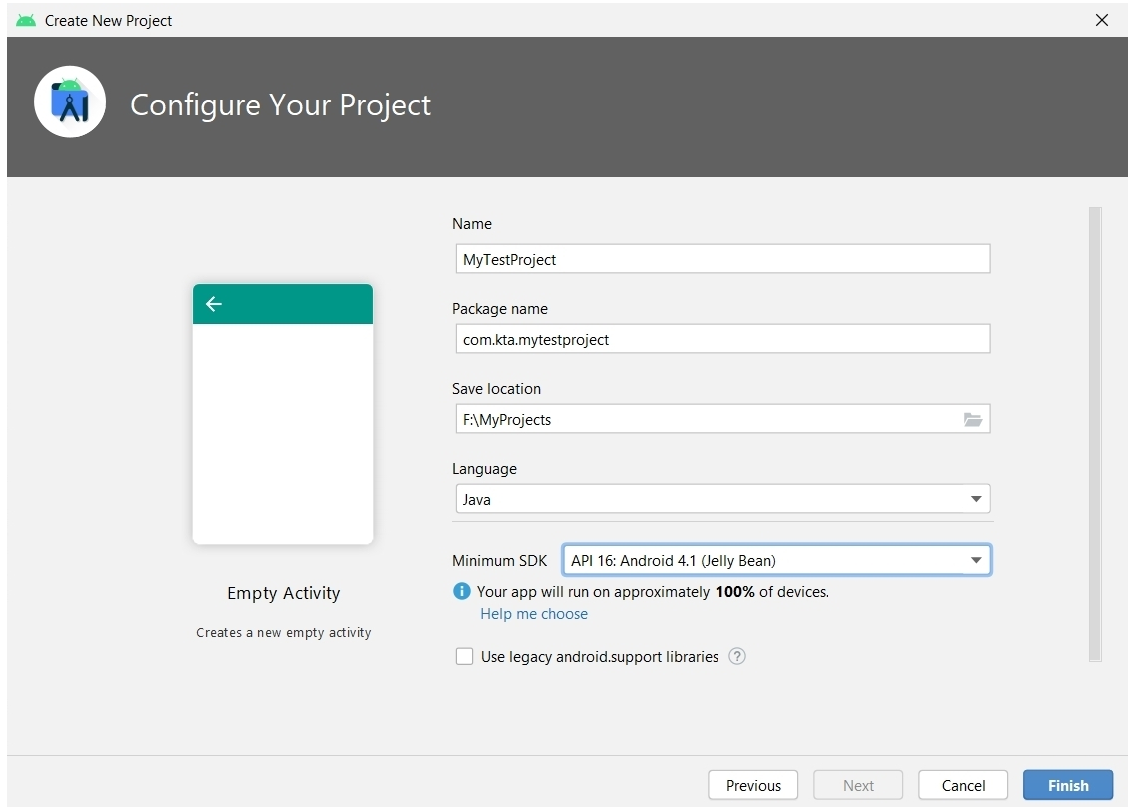 Create New Project
Configure Your Project
Name
MyTestProject
Package name
com.kta.mytestproject
Save location
F:\MyProjects
Language
Java
Minimum SDK API 16: Android 4.1 (Jelly Bean)
Your app will run on approximately 100% of devices.
Help me choose
Use legacy android.support libraries ?
Empty Activity
Creates a new empty activity
Previous Next Cancel Finish